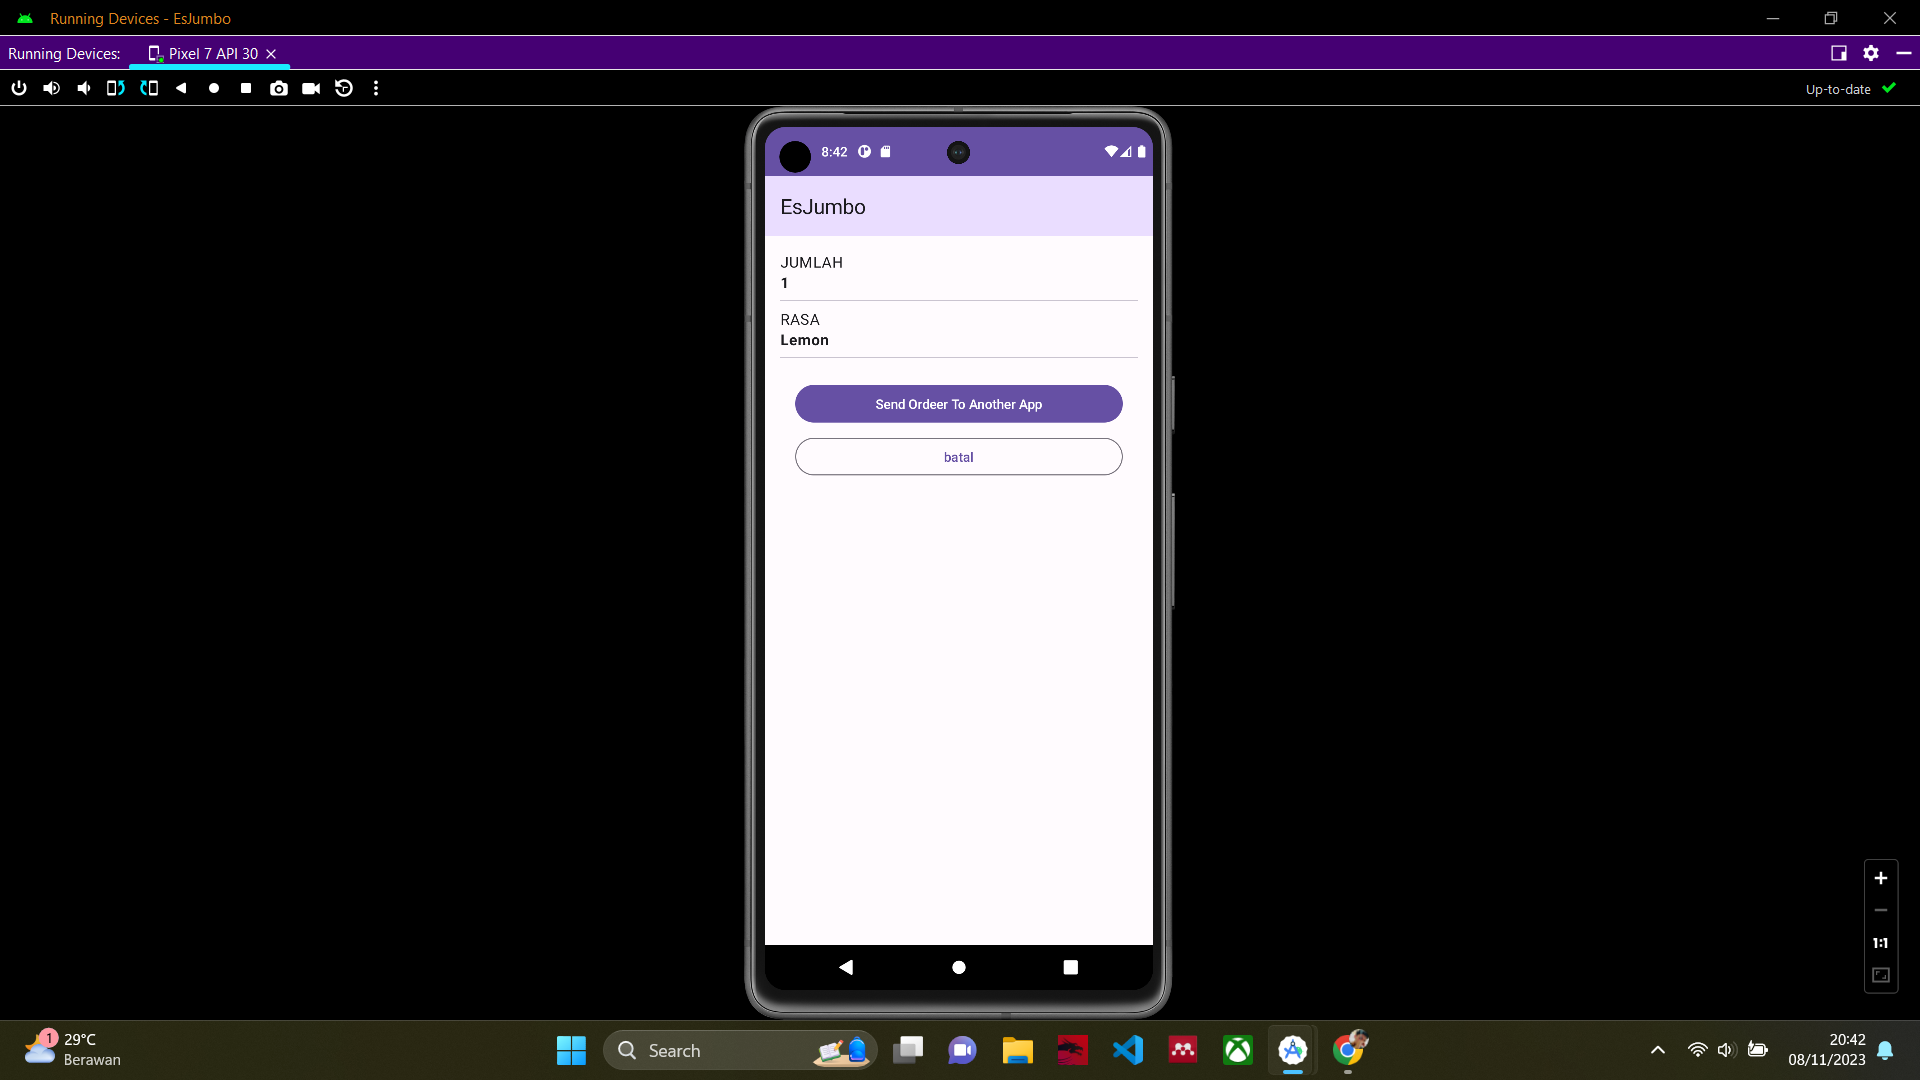 Running Devices - EsJumbo
Running Devices:
Pixel 7 API 30
Up-to-date
8:42
EsJumbo
JUMLAH
1
RASA
Lemon
Send Ordeer To Another App
batal
1:1
1
29°C
Berawan
Search
20:42
08/11/2023